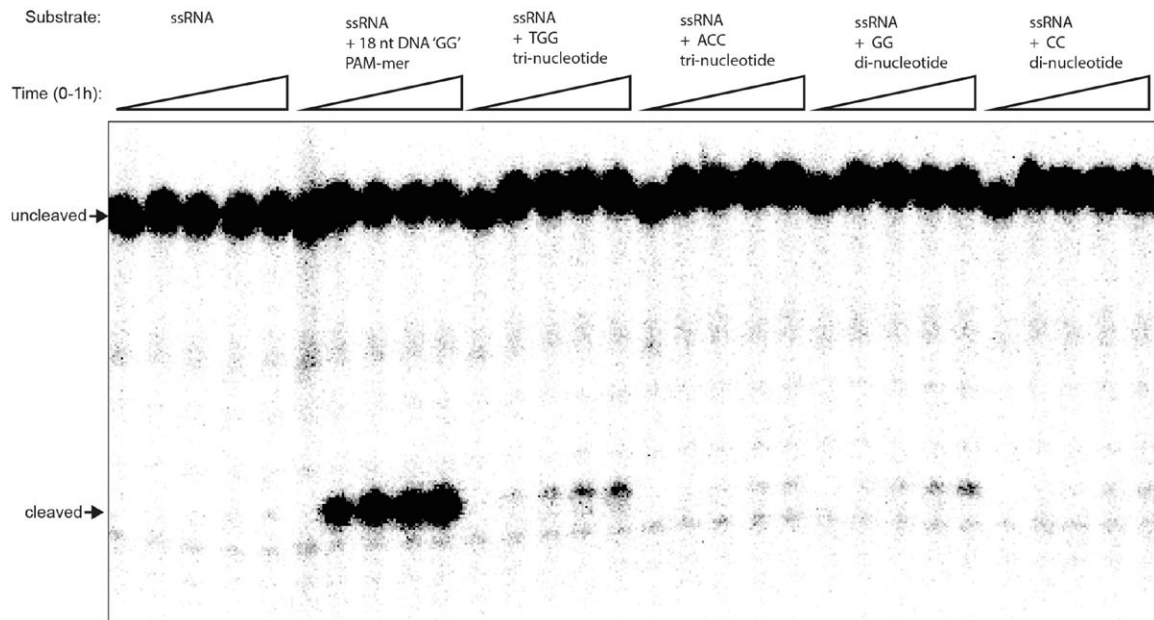 Substrate:
ssRNA
ssRNA
+ 18 nt DNA ‘GG’
PAM-mer
ssRNA
+ TGG
tri-nucleotide
ssRNA
+ ACC
tri-nucleotide
ssRNA
+ GG
di-nucleotide
ssRNA
+ CC
di-nucleotide
Time (0-1h):
uncleaved
cleaved